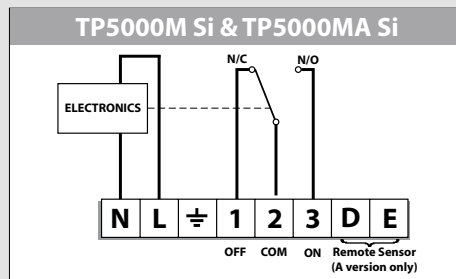 TP5000M Si & TP5000MA Si
N/C N/O
ELECTRONICS
N L 1 2 3 D E
OFF COM ON Remote Sensor
(A version only)